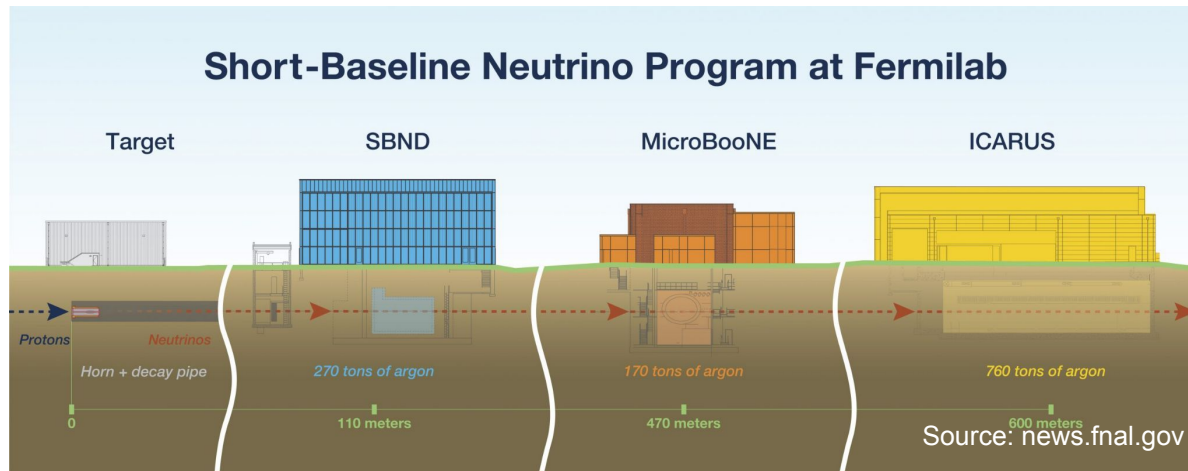 Short-Baseline Neutrino Program at Fermilab
Target
SBND
MicroBooNE
ICARUS
Protons
Neutrinos
Horn + decay pipe
270 tons of argon
170 tons of argon
760 tons of argon
0
110 meters
470 meters
600 meters
Source: news.fnal.gov